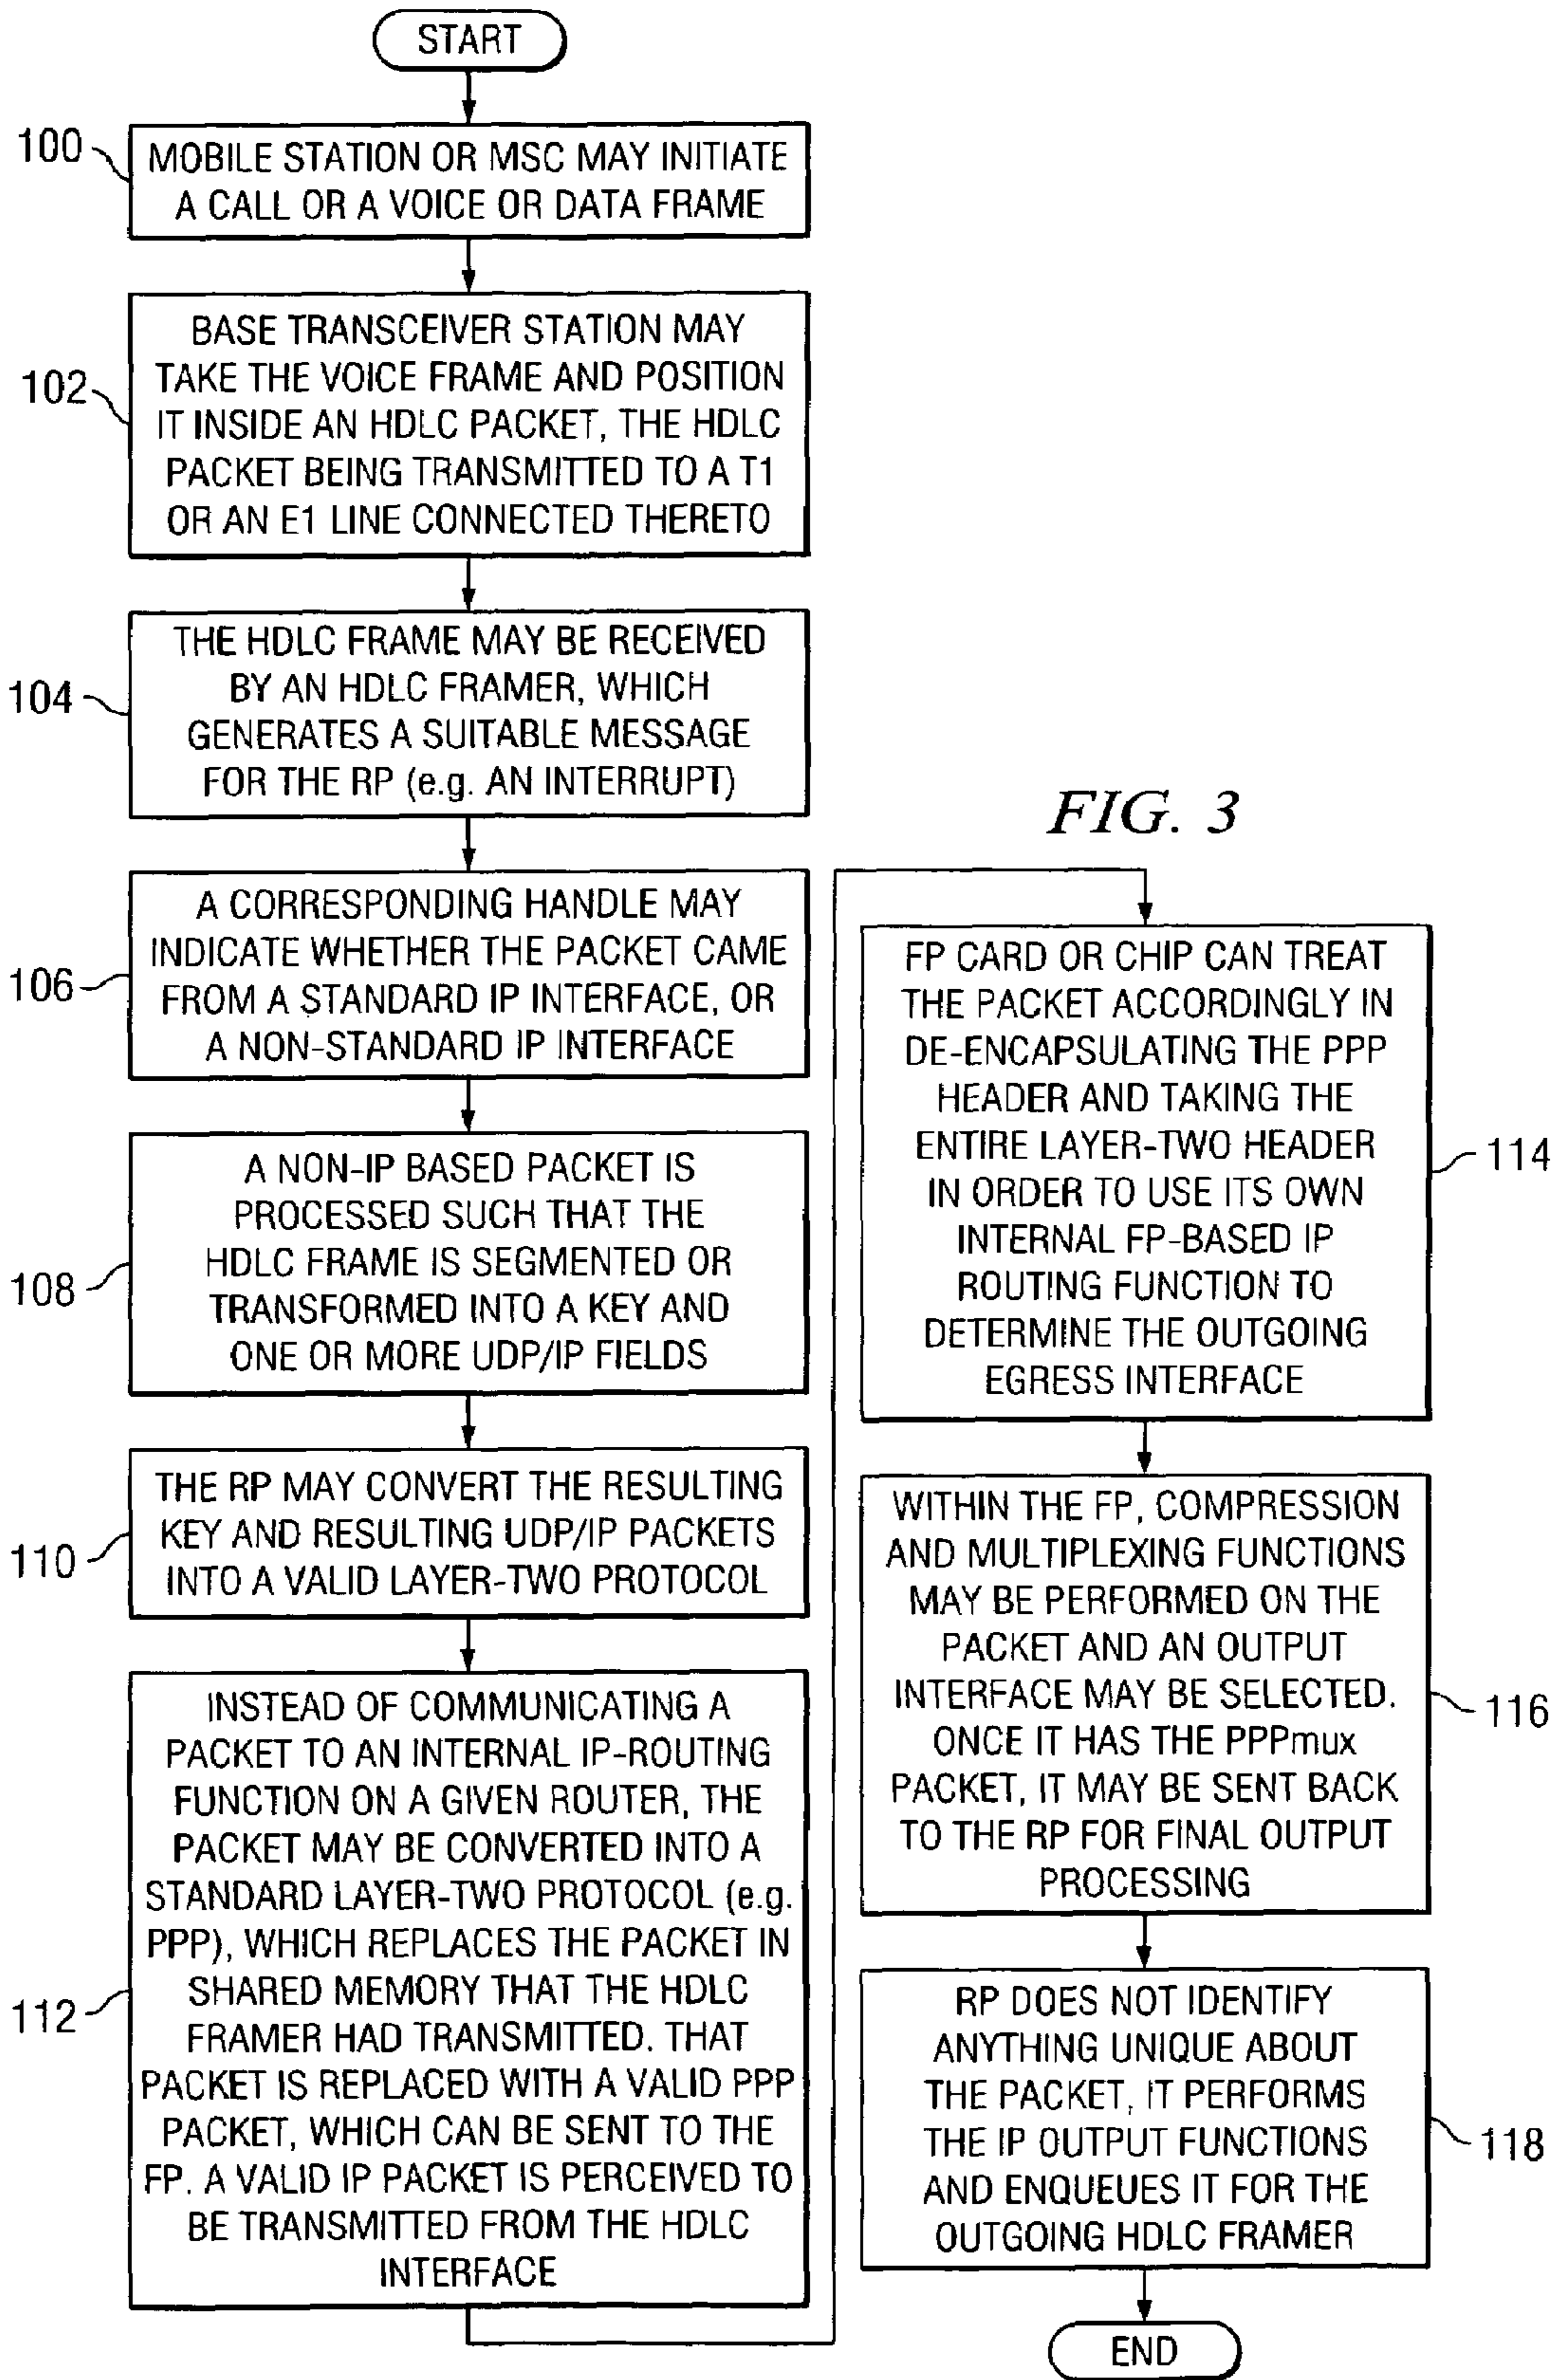 START
100
MOBILE STATION OR MSC MAY INITIATE
A CALL OR A VOICE OR DATA FRAME
102
BASE TRANSCEIVER STATION MAY
TAKE THE VOICE FRAME AND POSITION
IT INSIDE AN HDLC PACKET, THE HDLC
PACKET BEING TRANSMITTED TO A T1
OR AN E1 LINE CONNECTED THERETO
104
THE HDLC FRAME MAY BE RECEIVED
BY AN HDLC FRAMER, WHICH
GENERATES A SUITABLE MESSAGE
FOR THE RP (e.g. AN INTERRUPT)
106
A CORRESPONDING HANDLE MAY
INDICATE WHETHER THE PACKET CAME
FROM A STANDARD IP INTERFACE, OR
A NON-STANDARD IP INTERFACE
108
A NON-IP BASED PACKET IS
PROCESSED SUCH THAT THE
HDLC FRAME IS SEGMENTED OR
TRANSFORMED INTO A KEY AND
ONE OR MORE UDP/IP FIELDS
110
THE RP MAY CONVERT THE RESULTING
KEY AND RESULTING UDP/IP PACKETS
INTO A VALID LAYER-TWO PROTOCOL
112
INSTEAD OF COMMUNICATING A
PACKET TO AN INTERNAL IP-ROUTING
FUNCTION ON A GIVEN ROUTER, THE
PACKET MAY BE CONVERTED INTO A
STANDARD LAYER-TWO PROTOCOL (e.g.
PPP), WHICH REPLACES THE PACKET IN
SHARED MEMORY THAT THE HDLC
FRAMER HAD TRANSMITTED. THAT
PACKET IS REPLACED WITH A VALID PPP
PACKET, WHICH CAN BE SENT TO THE
FP. A VALID IP PACKET IS PERCEIVED TO
BE TRANSMITTED FROM THE HDLC
INTERFACE
FIG. 3
FP CARD OR CHIP CAN TREAT
THE PACKET ACCORDINGLY IN
DE-ENCAPSULATING THE PPP
HEADER AND TAKING THE
ENTIRE LAYER-TWO HEADER
IN ORDER TO USE ITS OWN
INTERNAL FP-BASED IP
ROUTING FUNCTION TO
DETERMINE THE OUTGOING
EGRESS INTERFACE
114
WITHIN THE FP, COMPRESSION
AND MULTIPLEXING FUNCTIONS
MAY BE PERFORMED ON THE
PACKET AND AN OUTPUT
INTERFACE MAY BE SELECTED.
ONCE IT HAS THE PPPmux
PACKET, IT MAY BE SENT BACK
TO THE RP FOR FINAL OUTPUT
PROCESSING
116
RP DOES NOT IDENTIFY
ANYTHING UNIQUE ABOUT
THE PACKET, IT PERFORMS
THE IP OUTPUT FUNCTIONS
AND ENQUEUES IT FOR THE
OUTGOING HDLC FRAMER
118
END